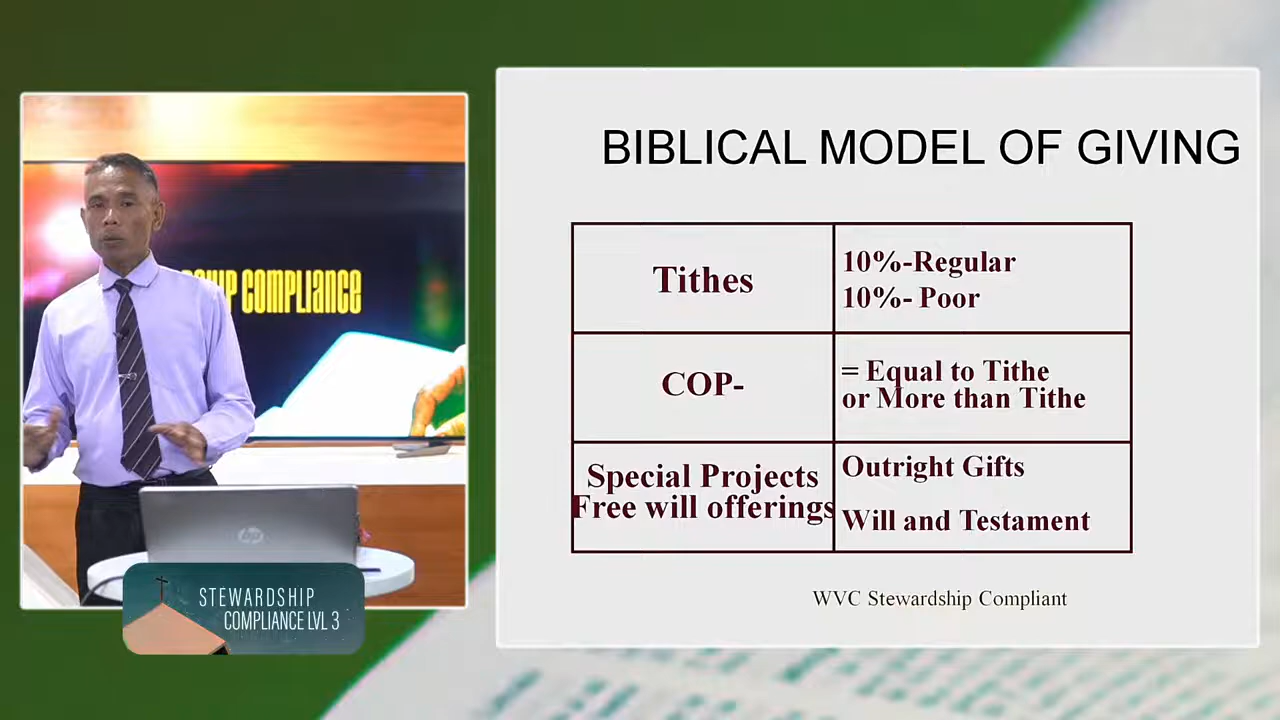 COMPLIANCE
hp
STEWARDSHIP
COMPLIANCE LVL 3
BIBLICAL MODEL OF GIVING
Tithes
10%-Regular
10%- Poor
COP-
= Equal to Tithe
or More than Tithe
Special Projects
Free will offerings
Outright Gifts
Will and Testament
WVC Stewardship Compliant